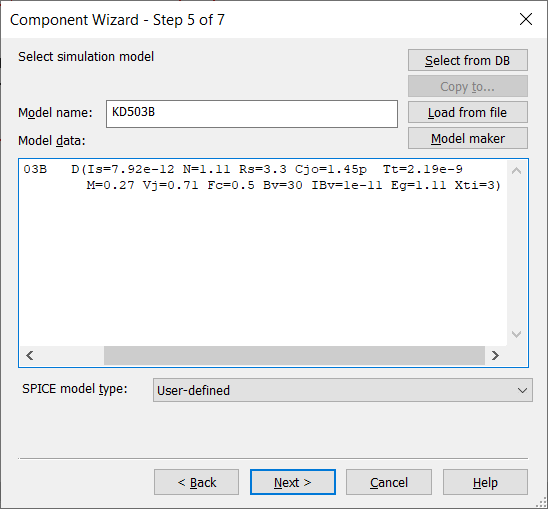 Component Wizard - Step 5 of 7
Select simulation model
Select from DB
Copy to...
Model name:
KD503B
Load from file
Model data:
Model maker
03B D(Is=7.92e-12 N=1.11 Rs=3.3 Cjo=1.45p Tt=2.19e-9
M=0.27 Vj=0.71 Fc=0.5 Bv=30 IBv=1e-11 Eg=1.11 Xti=3)
SPICE model type:
User-defined
< Back
Next >
Cancel
Help